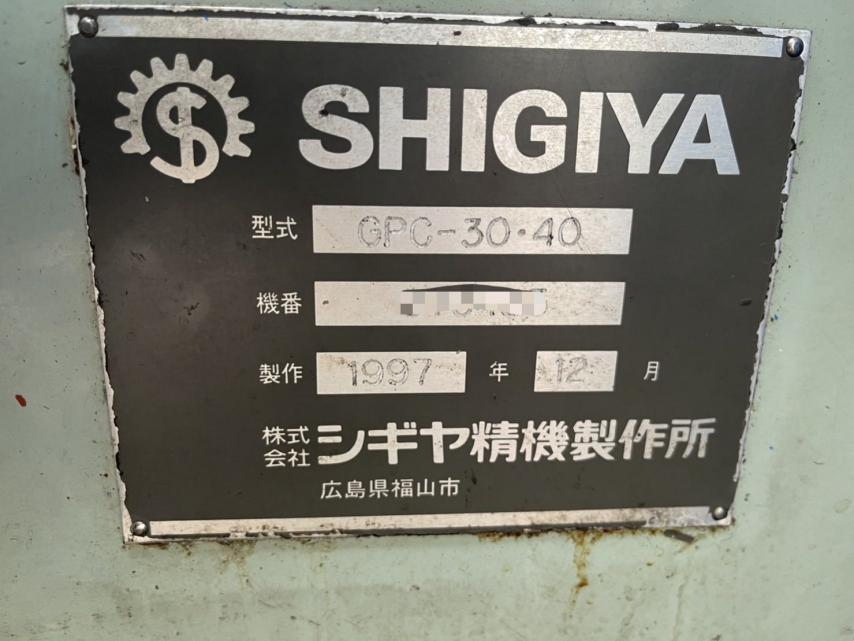 SHIGIYA
型式 GPC-30・40
機番
製作 1997 年 12 月
株式会社 シギヤ精機製作所
広島県福山市